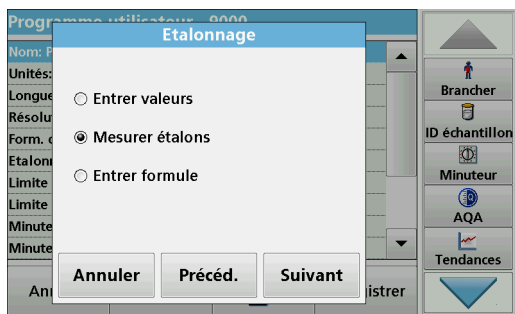 Programme utilisateur 9000
Etalonnage
Nom: P
Unités:
Longue
Résolu
Form. c
Etalonn
Limite
Limite
Minute
Minute
Entrer valeurs
Mesurer étalons
Entrer formule
Annuler
Précéd.
Suivant
An
istrer
Brancher
ID échantillon
Minuteur
AQA
Tendances